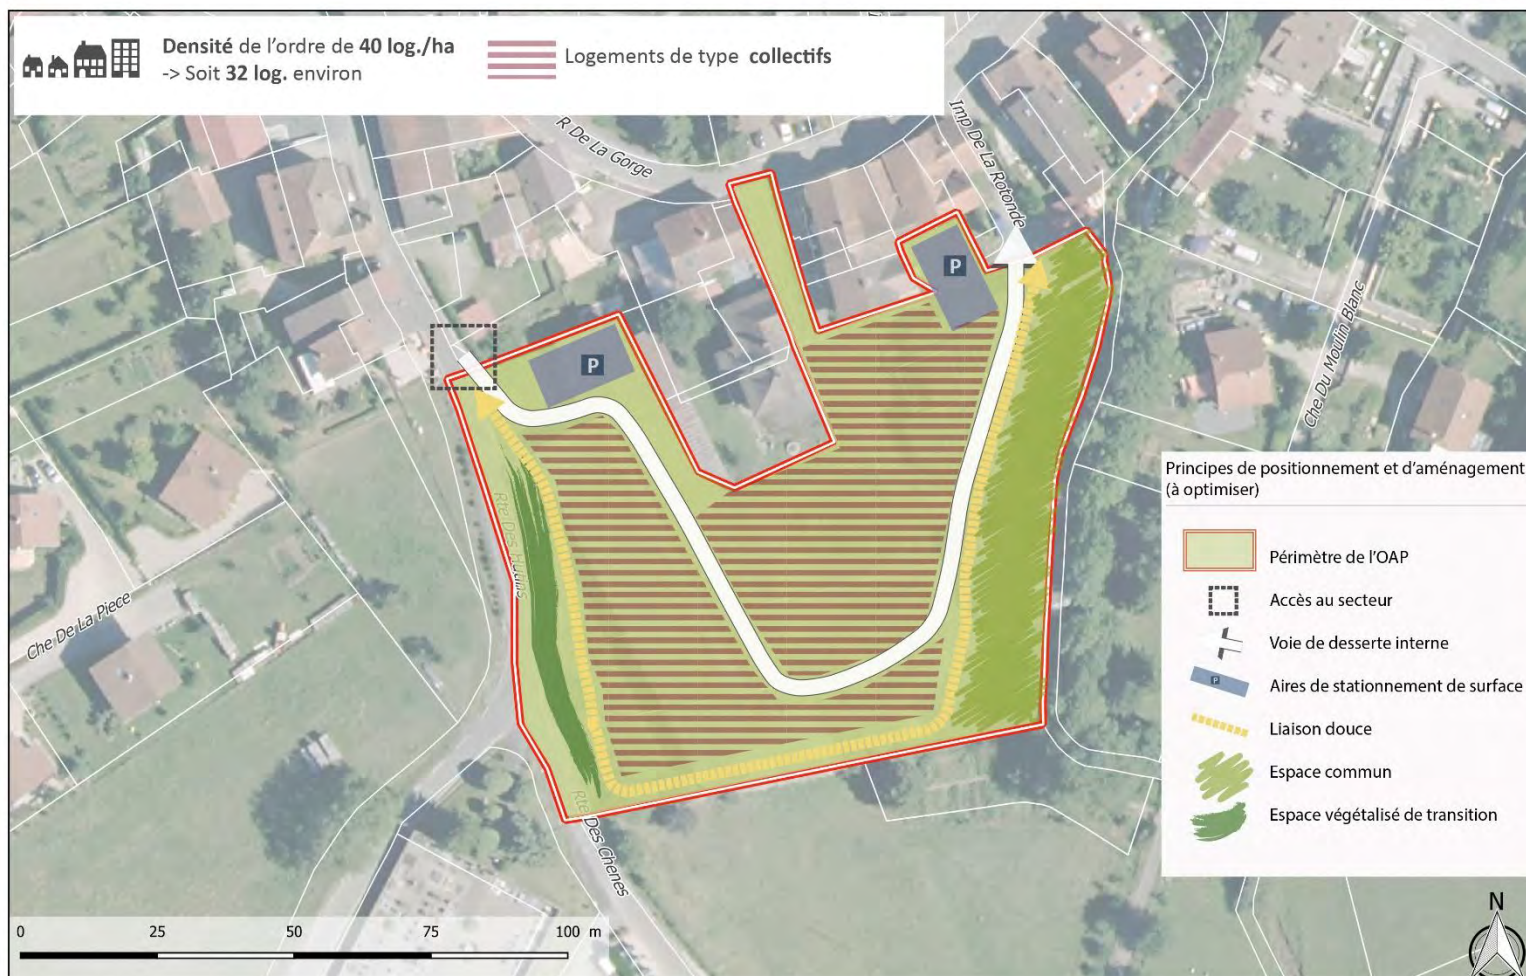 Densité de l'ordre de 40 log./ha
-> Soit 32 log. environ
Logements de type collectifs
R De La Gorge
Imp De La Rotonde
P
P
Che Du Moulin Blanc
Rte Des Hutins
Che De La Piece
Rte Des Chenes
Principes de positionnement et d'aménagement
(à optimiser)
Périmètre de l'OAP
Accès au secteur
Voie de desserte interne
P
Aires de stationnement de surface
Liaison douce
Espace commun
Espace végétalisé de transition
0 25 50 75 100 m
N